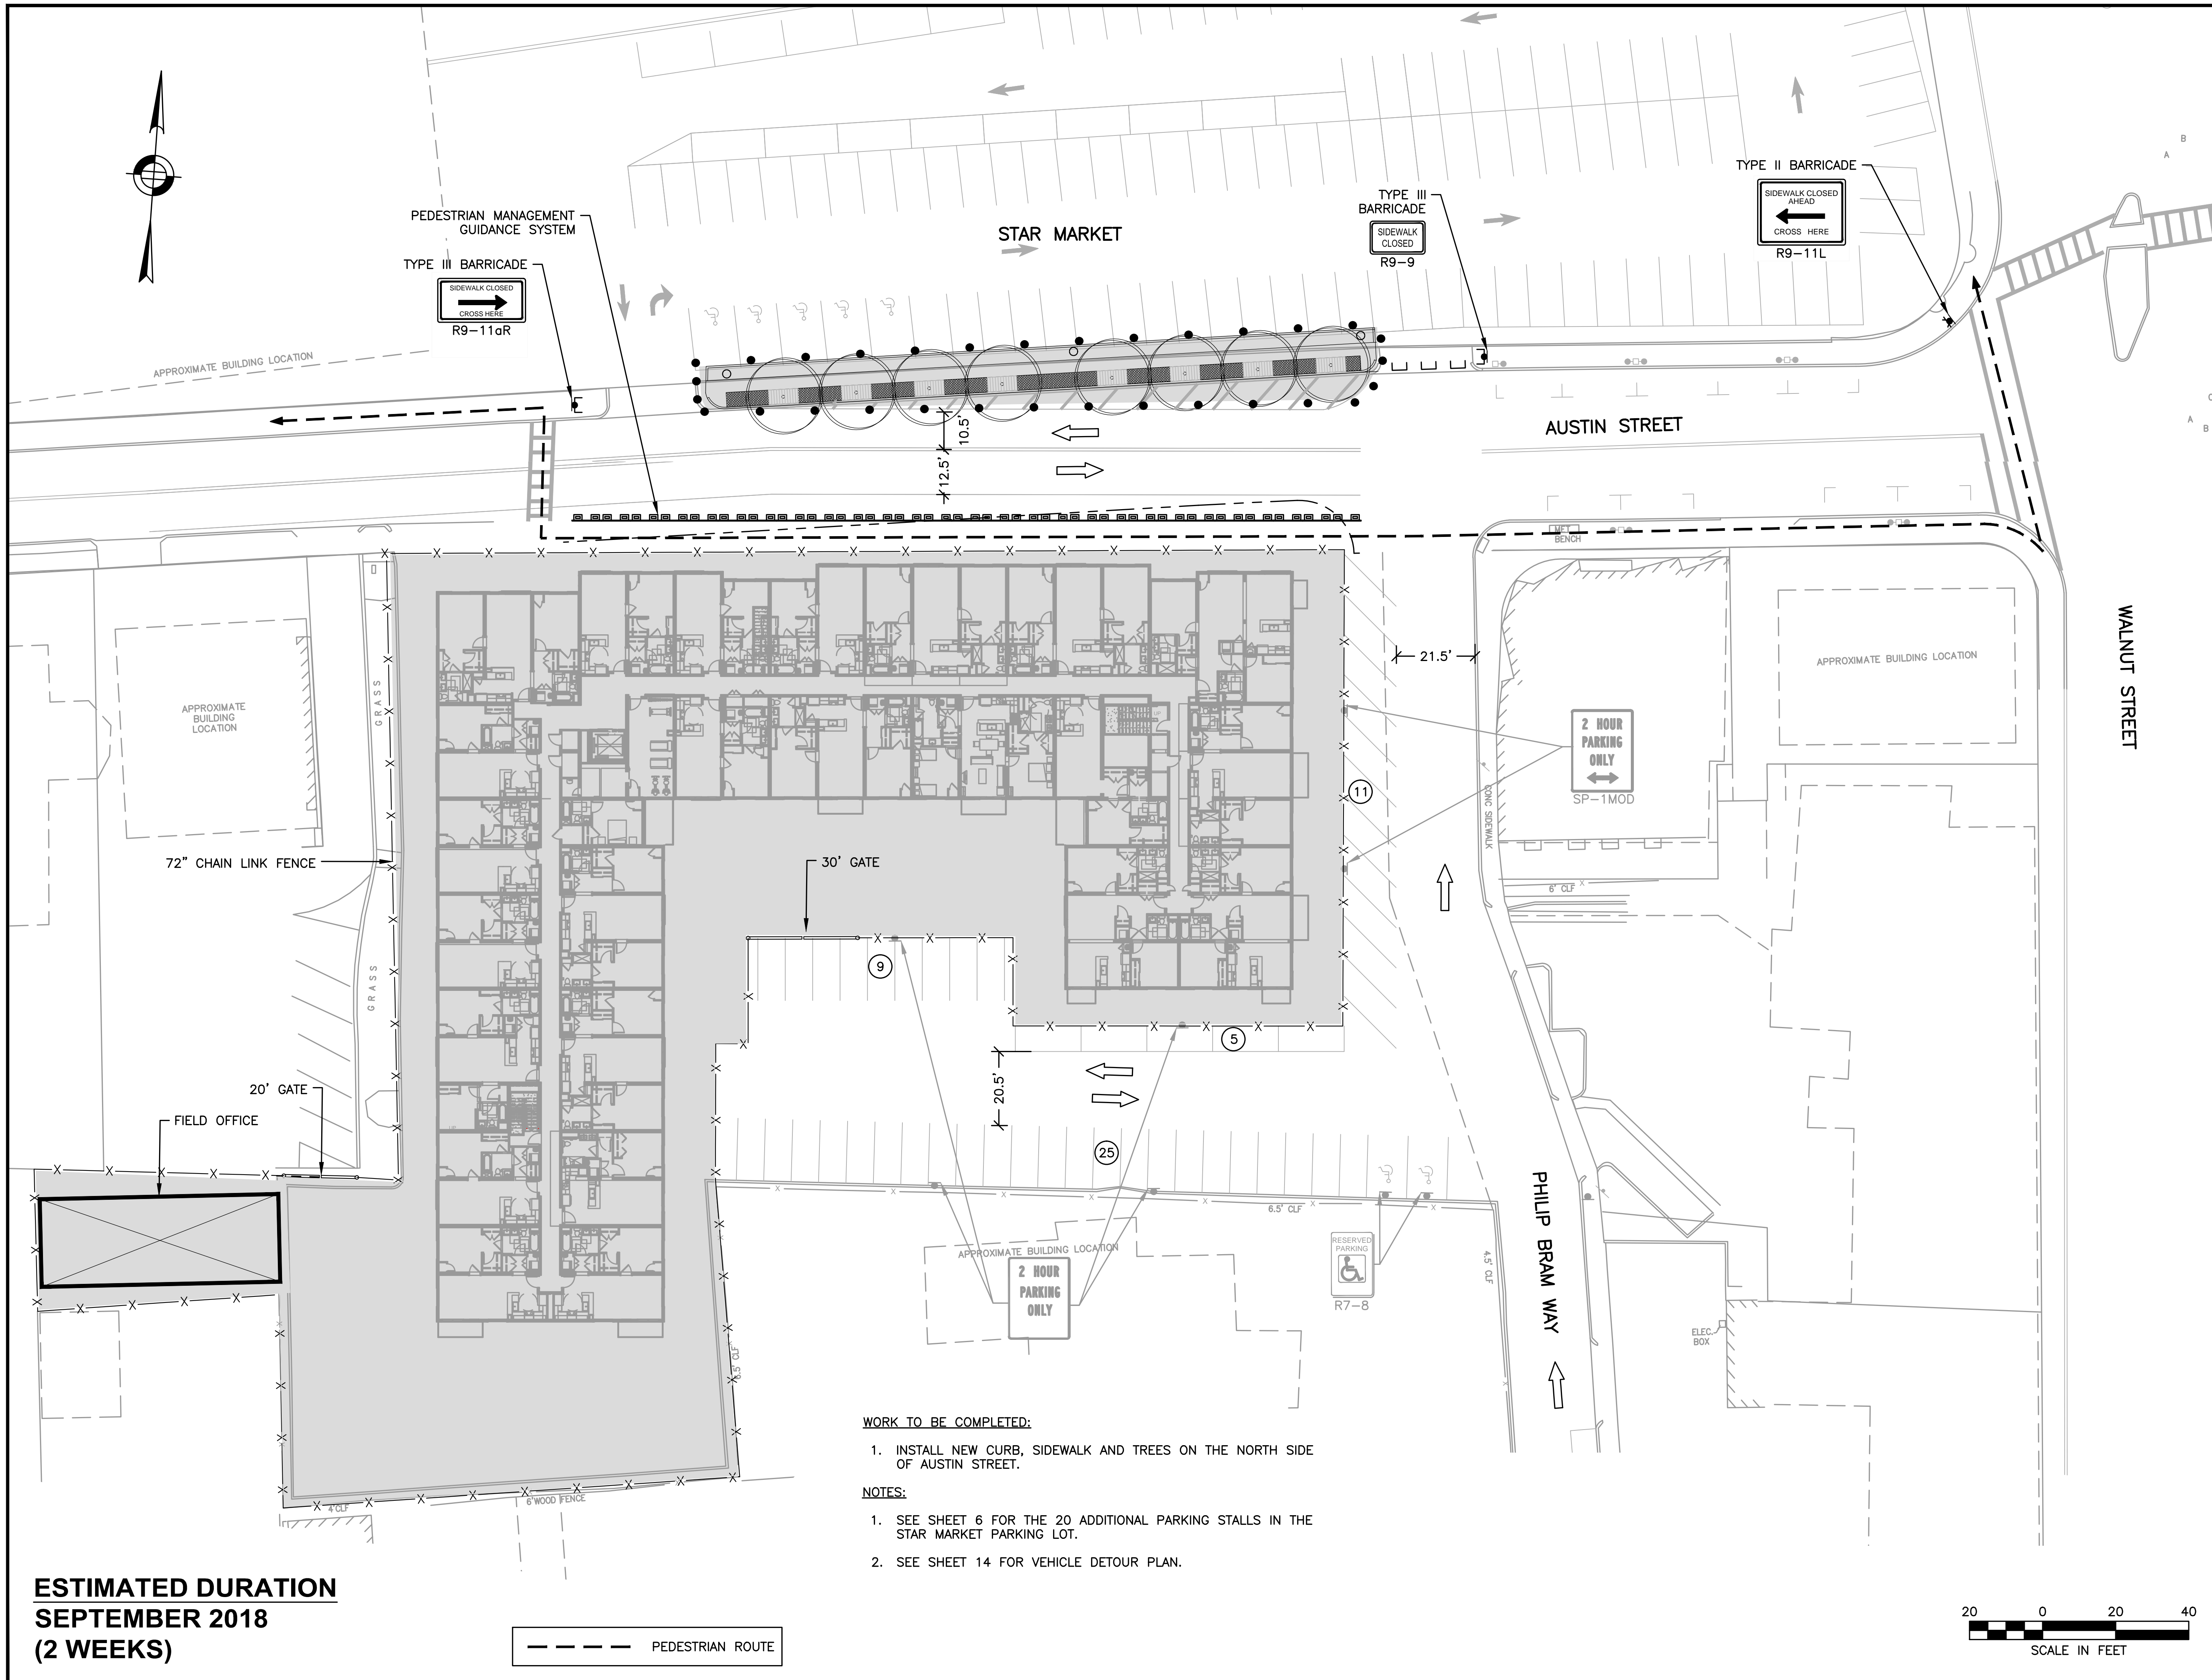 TYPE II BARRICADE
SIDEWALK CLOSED
AHEAD
CROSS HERE
R9-11L
TYPE III
BARRICADE
SIDEWALK
CLOSED
R9-9
PEDESTRIAN MANAGEMENT
GUIDANCE SYSTEM
STAR MARKET
TYPE III BARRICADE
SIDEWALK CLOSED
CROSS HERE
R9-11aR
APPROXIMATE BUILDING LOCATION
B
A
A
B
AUSTIN STREET
10.5'
12.5'
MET
BENCH
WALNUT STREET
21.5'
APPROXIMATE BUILDING LOCATION
APPROXIMATE
BUILDING
LOCATION
GRASS
2 HOUR
PARKING
ONLY
SP-1MOD
11
CONC SIDEWALK
72" CHAIN LINK FENCE
30' GATE
6' CLF
9
GRASS
5
20.5'
20' GATE
FIELD OFFICE
25
PHILIP BRAM WAY
6.5' CLF
APPROXIMATE BUILDING LOCATION
2 HOUR
PARKING
ONLY
RESERVED
PARKING
R7-8
4.5' CLF
ELEC.
BOX
6.5' CLF
4'CLF
6'WOOD FENCE
WORK TO BE COMPLETED:
1. INSTALL NEW CURB, SIDEWALK AND TREES ON THE NORTH SIDE
OF AUSTIN STREET.
NOTES:
1. SEE SHEET 6 FOR THE 20 ADDITIONAL PARKING STALLS IN THE
STAR MARKET PARKING LOT.
2. SEE SHEET 14 FOR VEHICLE DETOUR PLAN.
ESTIMATED DURATION
SEPTEMBER 2018
(2 WEEKS)
PEDESTRIAN ROUTE
20 0 20 40
SCALE IN FEET